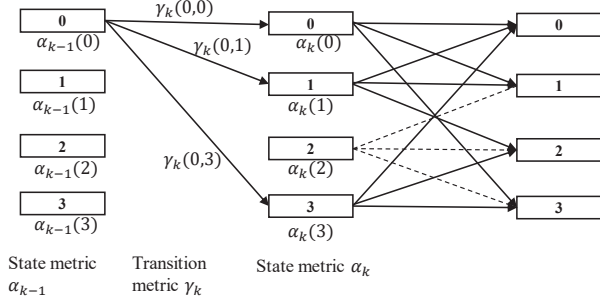 0
γₖ(0,0)
0
0
αₖ₋₁(0)
γₖ(0,1)
αₖ(0)
1
1
1
αₖ₋₁(1)
αₖ(1)
2
2
2
αₖ₋₁(2)
γₖ(0,3)
αₖ(2)
3
3
3
αₖ₋₁(3)
αₖ(3)
State metric
αₖ₋₁
Transition
metric γₖ
State metric αₖ